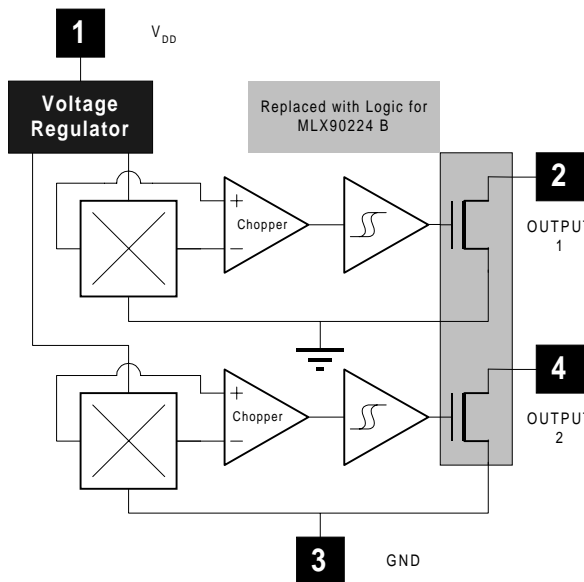 1
V DD
Voltage
Regulator
Replaced with Logic for
MLX90224 B
2
OUTPUT
1
+
Chopper
−
4
OUTPUT
2
+
Chopper
−
3
GND